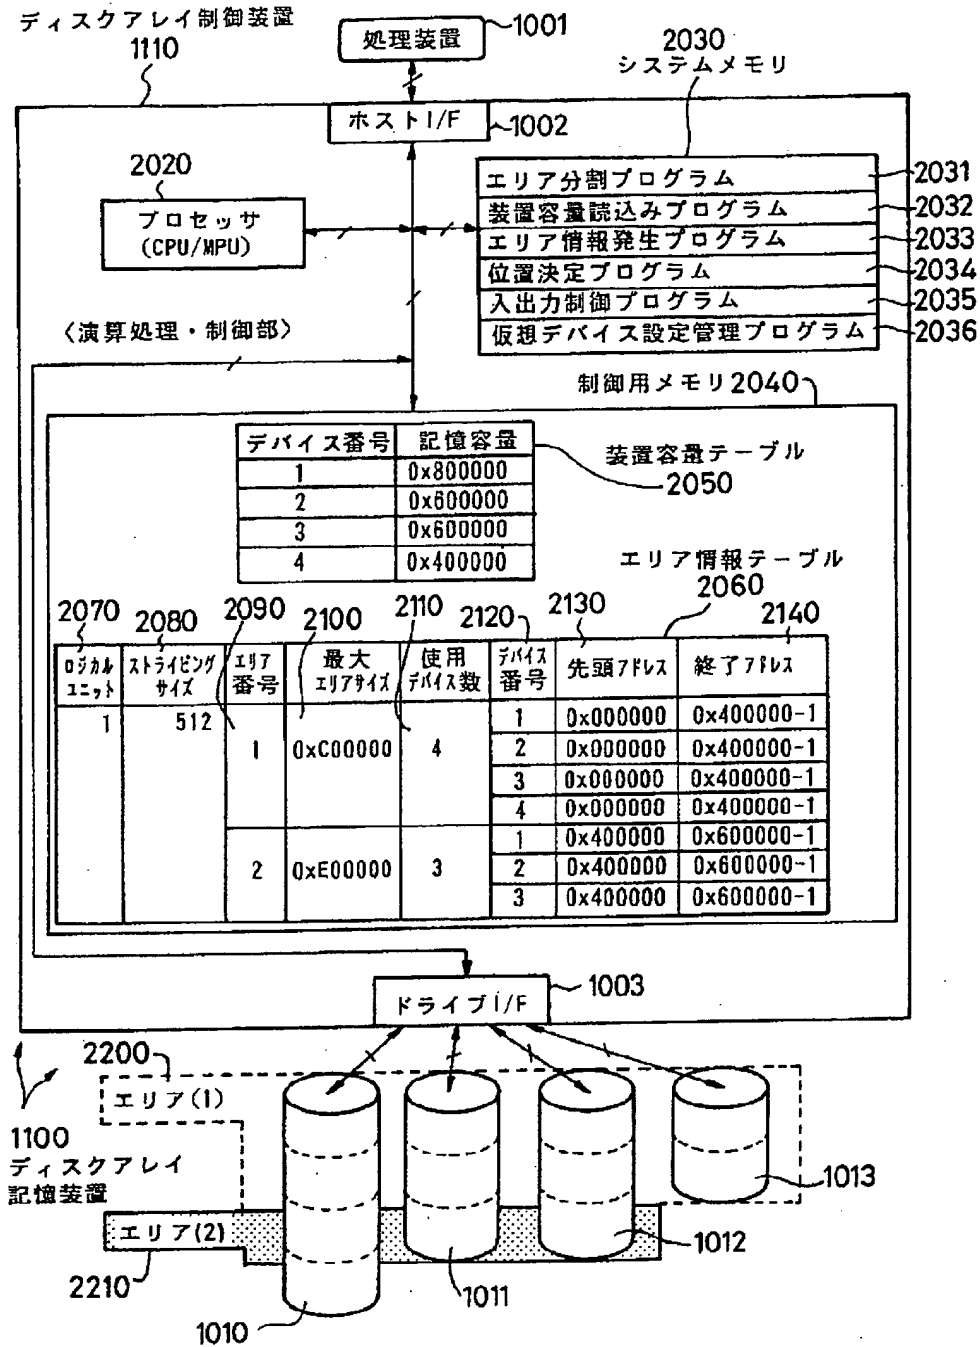 ディスクアレイ制御装置
1110
処理装置
1001
2030
システムメモリ
ホストI/F
1002
2020
プロセッサ
(CPU/MPU)
エリア分割プログラム
2031
装置容量読込みプログラム
2032
エリア情報発生プログラム
2033
位置決定プログラム
2034
入出力制御プログラム
2035
仮想デバイス設定管理プログラム
2036
〈演算処理・制御部〉
制御用メモリ2040
デバイス番号 記憶容量
1 0x800000
2 0x600000
3 0x600000
4 0x400000
装置容量テーブル
2050
エリア情報テーブル
2060
2070 2080 2090 2100 2110 2120 2130 2140
ロジカル ストライピング エリア 最大 使用 デバイス 先頭アドレス 終了アドレス
ユニット サイズ 番号 エリアサイズ デバイス数 番号
1 512
1 0xC00000 4
1 0x000000 0x400000-1
2 0x000000 0x400000-1
3 0x000000 0x400000-1
4 0x000000 0x400000-1
2 0xE00000 3
1 0x400000 0x600000-1
2 0x400000 0x600000-1
3 0x400000 0x600000-1
ドライブI/F
1003
2200
エリア(1)
1100
ディスクアレイ
記憶装置
1013
エリア(2)
2210
1012
1011
1010